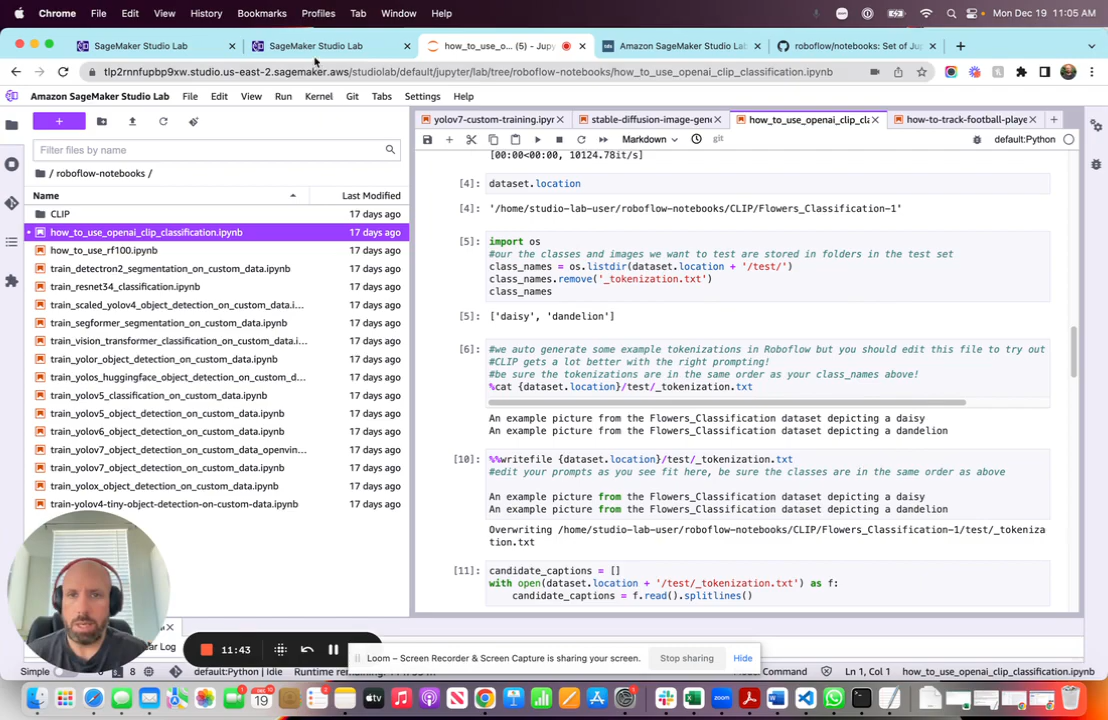 Chrome File Edit View History Bookmarks Profiles Tab Window Help Mon Dec 19 11:05 AM
SageMaker Studio Lab
SageMaker Studio Lab
how_to_use_o... (5) - Jupy
Amazon SageMaker Studio Lab
roboflow/notebooks: Set of Jup
tlp2rnnfupbp9xw.studio.us-east-2.sagemaker.aws/studiolab/default/jupyter/lab/tree/roboflow-notebooks/how_to_use_openai_clip_classification.ipynb
Amazon SageMaker Studio Lab File Edit View Run Kernel Git Tabs Settings Help
Filter files by name
/ roboflow-notebooks /
Name Last Modified
CLIP 17 days ago
how_to_use_openai_clip_classification.ipynb 17 days ago
how_to_use_rf100.ipynb 17 days ago
train_detectron2_segmentation_on_custom_data.ipynb 17 days ago
train_resnet34_classification.ipynb 17 days ago
train_scaled_yolov4_object_detection_on_custom_data.i... 17 days ago
train_segformer_segmentation_on_custom_data.ipynb 17 days ago
train_vision_transformer_classification_on_custom_data.... 17 days ago
train_yolor_object_detection_on_custom_data.ipynb 17 days ago
train_yolos_huggingface_object_detection_on_custom_d... 17 days ago
train_yolov5_classification_on_custom_data.ipynb 17 days ago
train_yolov5_object_detection_on_custom_data.ipynb 17 days ago
train_yolov6_object_detection_on_custom_data.ipynb 17 days ago
train_yolov7_object_detection_on_custom_data_openvin... 17 days ago
train_yolov7_object_detection_on_custom_data.ipynb 17 days ago
train_yolox_object_detection_on_custom_data.ipynb 17 days ago
train-yolov4-tiny-object-detection-on-custom-data.ipynb 17 days ago
yolov7-custom-training.ipyr
stable-diffusion-image-gene
how_to_use_openai_clip_cla
how-to-track-football-playe
Markdown git default:Python
[00:00<00:00, 10124.78it/s]
[4]: dataset.location
[4]: '/home/studio-lab-user/roboflow-notebooks/CLIP/Flowers_Classification-1'
[5]: import os
#our the classes and images we want to test are stored in folders in the test set
class_names = os.listdir(dataset.location + '/test/')
class_names.remove('_tokenization.txt')
class_names
[5]: ['daisy', 'dandelion']
[6]: #we auto generate some example tokenizations in Roboflow but you should edit this file to try out
#CLIP gets a lot better with the right prompting!
#be sure the tokenizations are in the same order as your class_names above!
%cat {dataset.location}/test/_tokenization.txt
An example picture from the Flowers_Classification dataset depicting a daisy
An example picture from the Flowers_Classification dataset depicting a dandelion
[10]: %%writefile {dataset.location}/test/_tokenization.txt
#edit your prompts as you see fit here, be sure the classes are in the same order as above
An example picture from the Flowers_Classification dataset depicting a daisy
An example picture from the Flowers_Classification dataset depicting a dandelion
Overwriting /home/studio-lab-user/roboflow-notebooks/CLIP/Flowers_Classification-1/test/_tokeniza
tion.txt
[11]: candidate_captions = []
with open(dataset.location + '/test/_tokenization.txt') as f:
candidate_captions = f.read().splitlines()
Log
11:43
Loom – Screen Recorder & Screen Capture is sharing your screen. Stop sharing Hide
Simple 8 default:Python | Idle Command Ln 1, Col 1 how_to_use_openai_clip_classification.ipynb